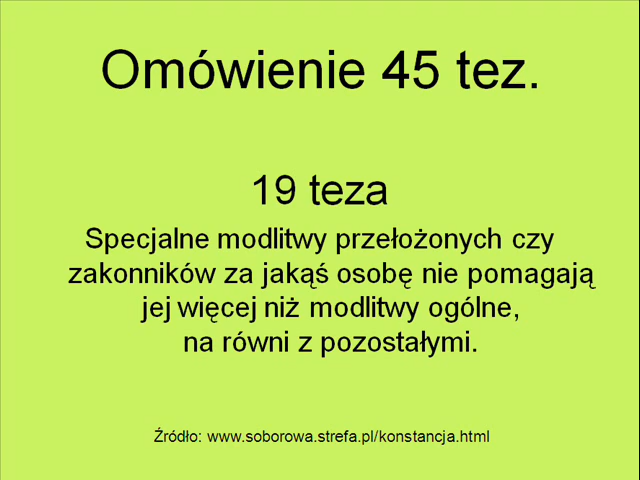 Omówienie 45 tez.
19 teza
Specjalne modlitwy przełożonych czy
zakonników za jakąś osobę nie pomagają
jej więcej niż modlitwy ogólne,
na równi z pozostałymi.
Źródło: www.soborowa.strefa.pl/konstancja.html